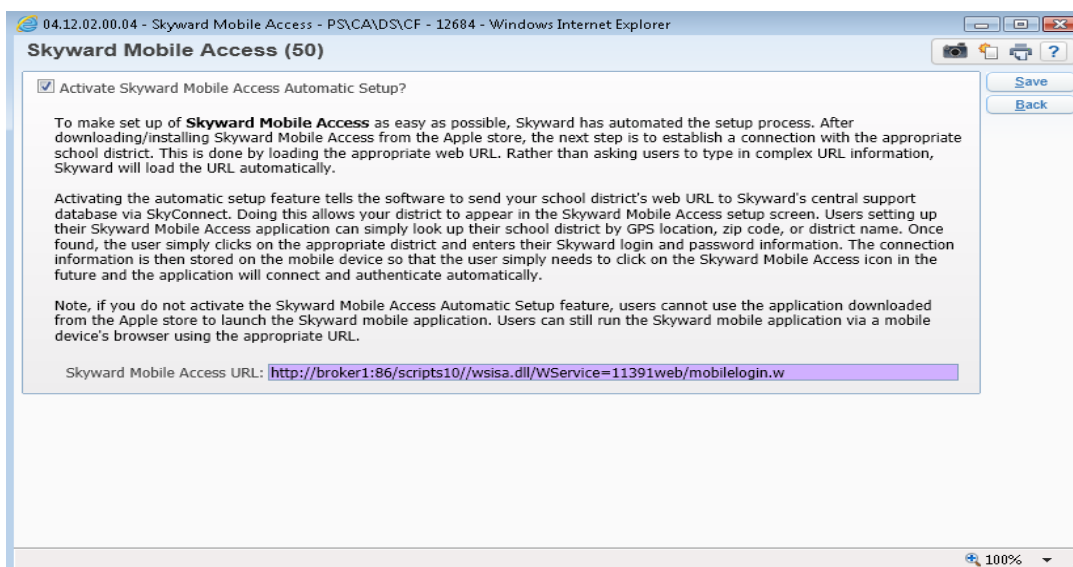 04.12.02.00.04 - Skyward Mobile Access - PS\CA\DS\CF - 12684 - Windows Internet Explorer
Skyward Mobile Access (50)
?
Activate Skyward Mobile Access Automatic Setup?
Save
Back
To make set up of Skyward Mobile Access as easy as possible, Skyward has automated the setup process. After
downloading/installing Skyward Mobile Access from the Apple store, the next step is to establish a connection with the appropriate
school district. This is done by loading the appropriate web URL. Rather than asking users to type in complex URL information,
Skyward will load the URL automatically.
Activating the automatic setup feature tells the software to send your school district's web URL to Skyward's central support
database via SkyConnect. Doing this allows your district to appear in the Skyward Mobile Access setup screen. Users setting up
their Skyward Mobile Access application can simply look up their school district by GPS location, zip code, or district name. Once
found, the user simply clicks on the appropriate district and enters their Skyward login and password information. The connection
information is then stored on the mobile device so that the user simply needs to click on the Skyward Mobile Access icon in the
future and the application will connect and authenticate automatically.
Note, if you do not activate the Skyward Mobile Access Automatic Setup feature, users cannot use the application downloaded
from the Apple store to launch the Skyward mobile application. Users can still run the Skyward mobile application via a mobile
device's browser using the appropriate URL.
Skyward Mobile Access URL: http://broker1:86/scripts10//wsisa.dll/WService=11391web/mobilelogin.w
100%